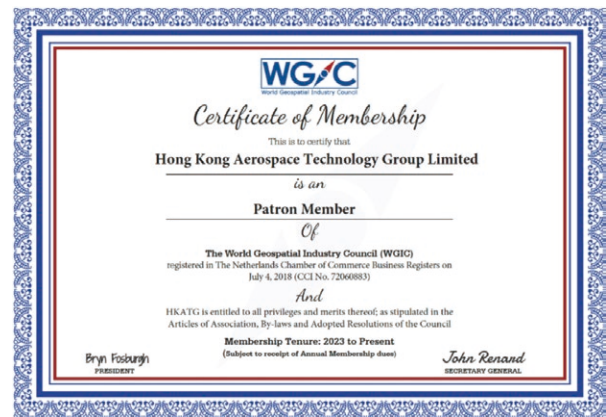 WGIC
World Geospatial Industry Council
Certificate of Membership
This is to certify that
Hong Kong Aerospace Technology Group Limited
is an
Patron Member
Of
The World Geospatial Industry Council (WGIC)
registered in The Netherlands Chamber of Commerce Business Registers on
July 4, 2018 (CCI No. 72060883)
And
HKATG is entitled to all privileges and merits thereof; as stipulated in the
Articles of Association, By-laws and Adopted Resolutions of the Council
Membership Tenure: 2023 to Present
(Subject to receipt of Annual Membership dues)
Bryn Fosburgh
PRESIDENT
John Renard
SECRETARY GENERAL